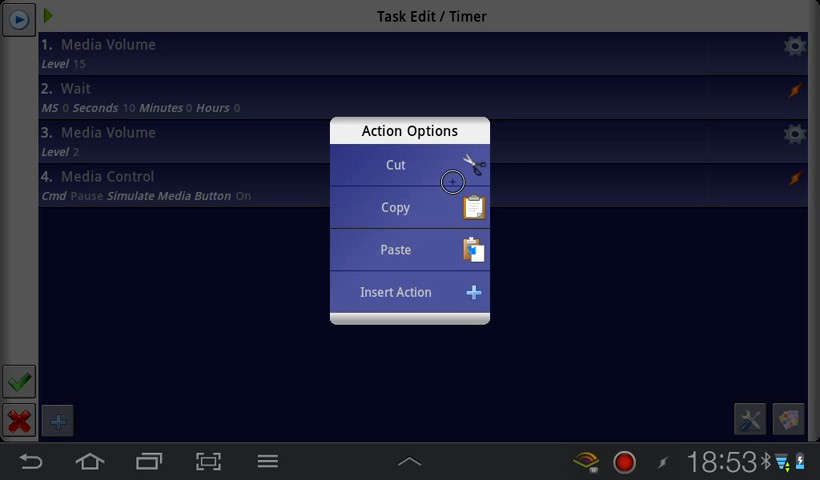 Task Edit / Timer
1. Media Volume
Level 15
2. Wait
MS 0 Seconds 10 Minutes 0 Hours 0
3. Media Volume
Level 2
4. Media Control
Cmd Pause Simulate Media Button On
Action Options
Cut
Copy
Paste
Insert Action
18:53